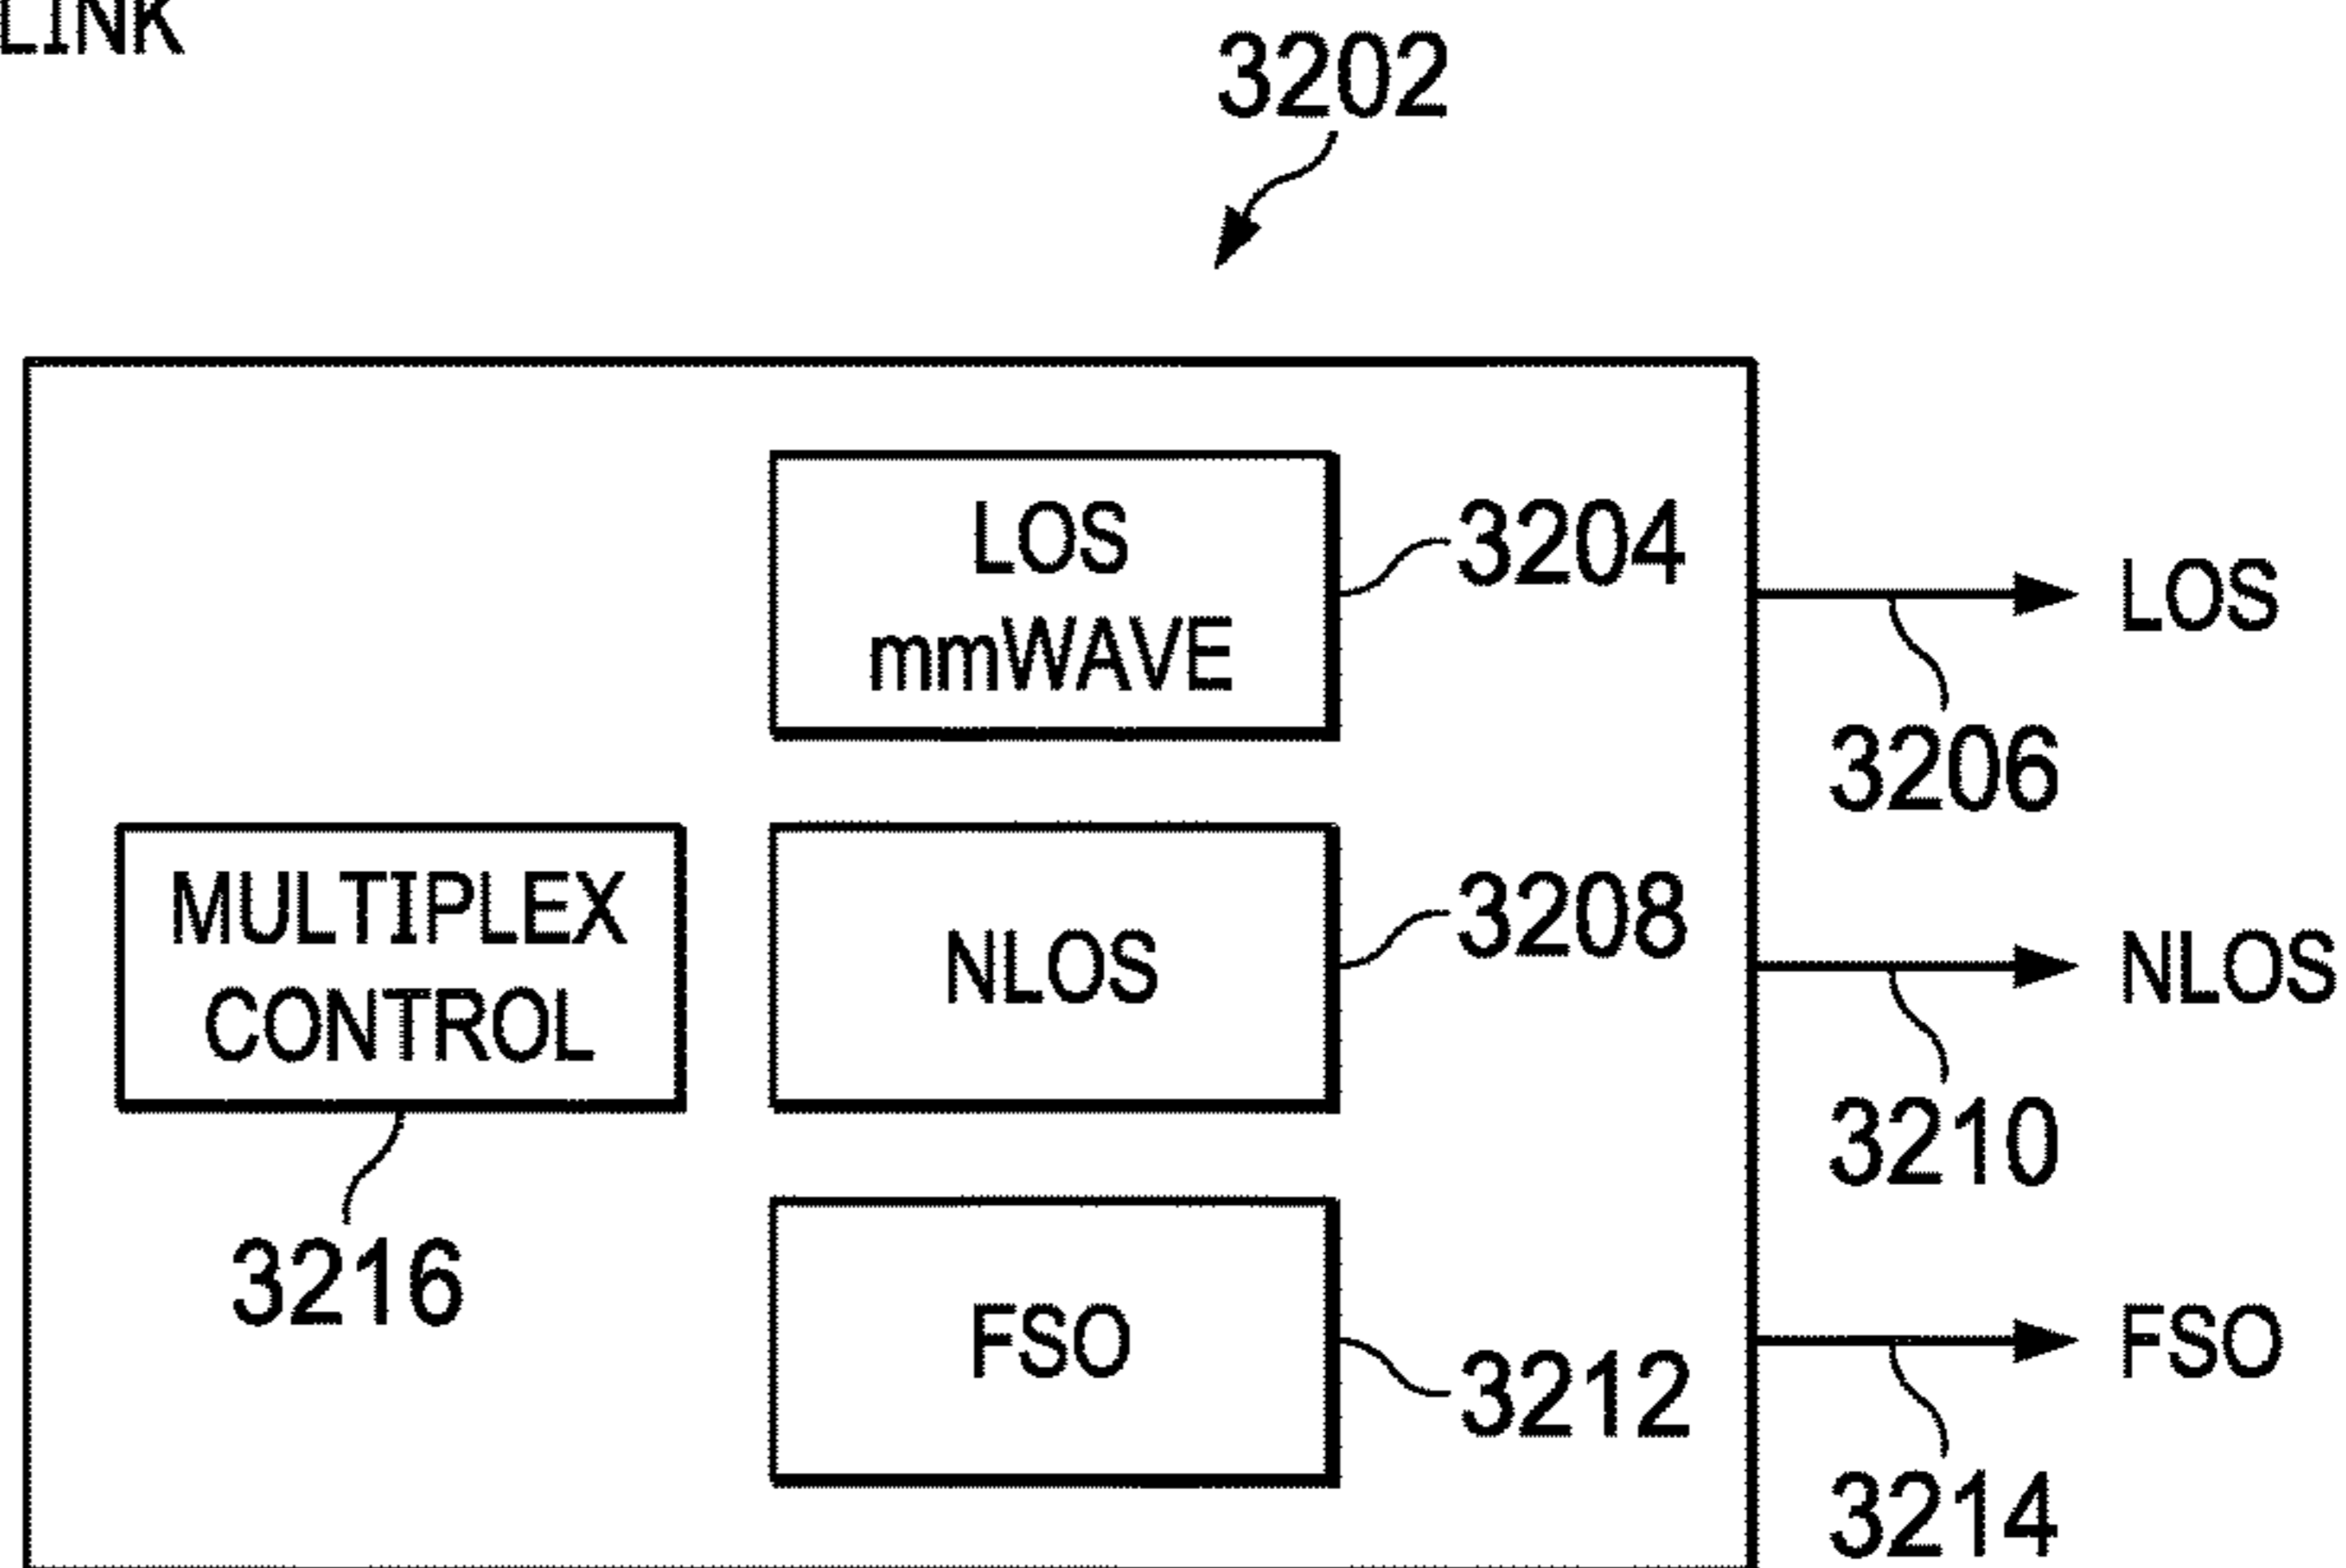 LINK
3202
LOS
mmWAVE
3204
LOS
3206
MULTIPLEX
CONTROL
3216
NLOS
3208
NLOS
3210
FSO
3212
FSO
3214